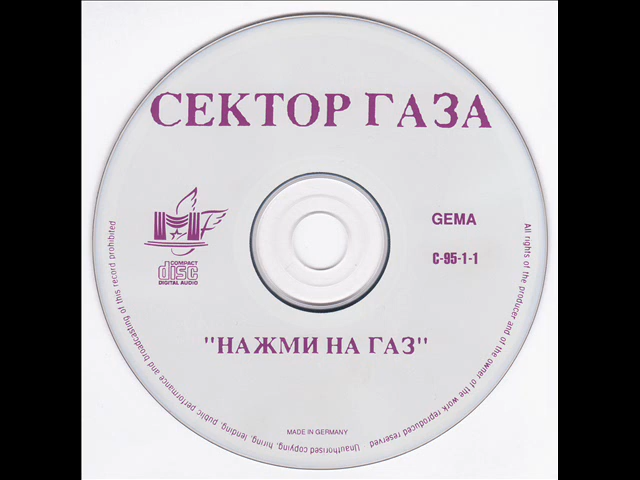 СЕКТОР ГАЗА
GEMA
C-95-1-1
COMPACT
disc
DIGITAL AUDIO
"НАЖМИ НА ГАЗ"
MADE IN GERMANY
All rights of the producer and of the owner of the work reproduced reserved
Unauthorised copying, hiring, lending, public performance and broadcasting of this record prohibited